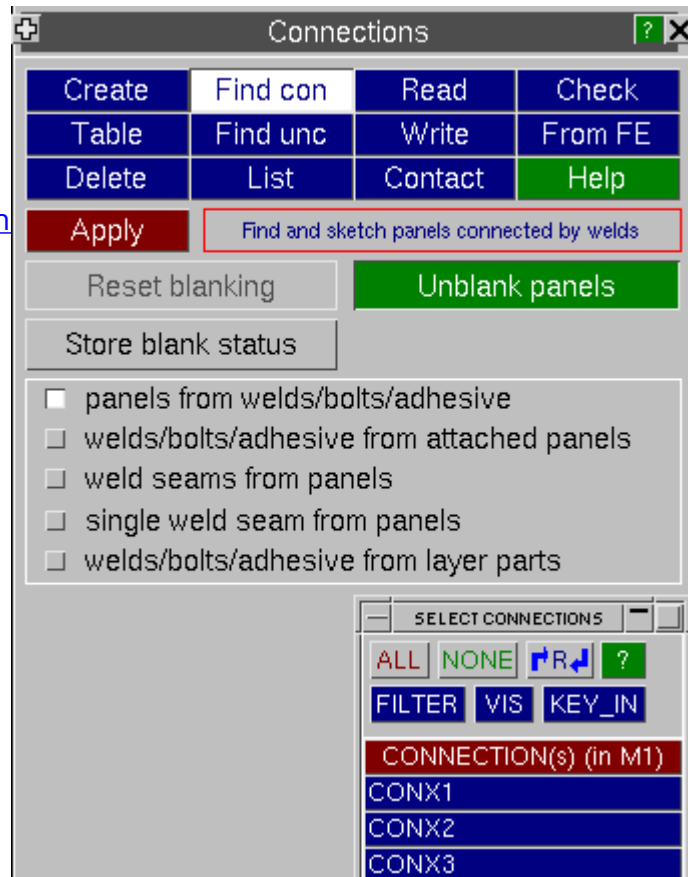 Connections ?
Create Find con Read Check
Table Find unc Write From FE
Delete List Contact Help
n
Apply Find and sketch panels connected by welds
Reset blanking Unblank panels
Store blank status
panels from welds/bolts/adhesive
welds/bolts/adhesive from attached panels
weld seams from panels
single weld seam from panels
welds/bolts/adhesive from layer parts
SELECT CONNECTIONS
ALL NONE R ?
FILTER VIS KEY_IN
CONNECTION(s) (in M1)
CONX1
CONX2
CONX3